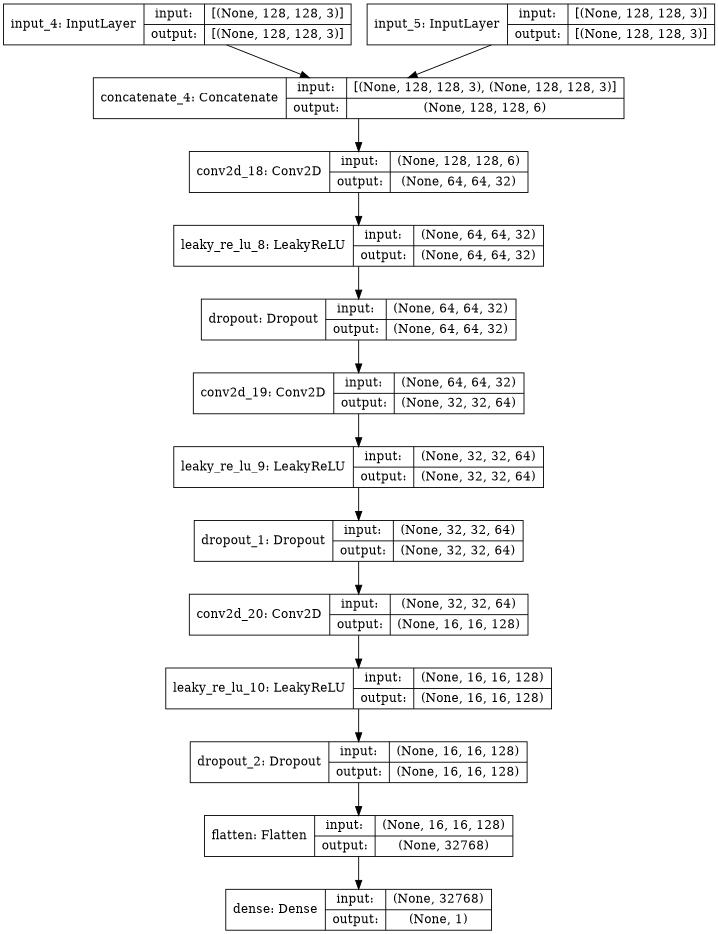 input_4: InputLayer
input: [(None, 128, 128, 3)]
output: [(None, 128, 128, 3)]
input_5: InputLayer
input: [(None, 128, 128, 3)]
output: [(None, 128, 128, 3)]
concatenate_4: Concatenate
input: [(None, 128, 128, 3), (None, 128, 128, 3)]
output: (None, 128, 128, 6)
conv2d_18: Conv2D
input: (None, 128, 128, 6)
output: (None, 64, 64, 32)
leaky_re_lu_8: LeakyReLU
input: (None, 64, 64, 32)
output: (None, 64, 64, 32)
dropout: Dropout
input: (None, 64, 64, 32)
output: (None, 64, 64, 32)
conv2d_19: Conv2D
input: (None, 64, 64, 32)
output: (None, 32, 32, 64)
leaky_re_lu_9: LeakyReLU
input: (None, 32, 32, 64)
output: (None, 32, 32, 64)
dropout_1: Dropout
input: (None, 32, 32, 64)
output: (None, 32, 32, 64)
conv2d_20: Conv2D
input: (None, 32, 32, 64)
output: (None, 16, 16, 128)
leaky_re_lu_10: LeakyReLU
input: (None, 16, 16, 128)
output: (None, 16, 16, 128)
dropout_2: Dropout
input: (None, 16, 16, 128)
output: (None, 16, 16, 128)
flatten: Flatten
input: (None, 16, 16, 128)
output: (None, 32768)
dense: Dense
input: (None, 32768)
output: (None, 1)